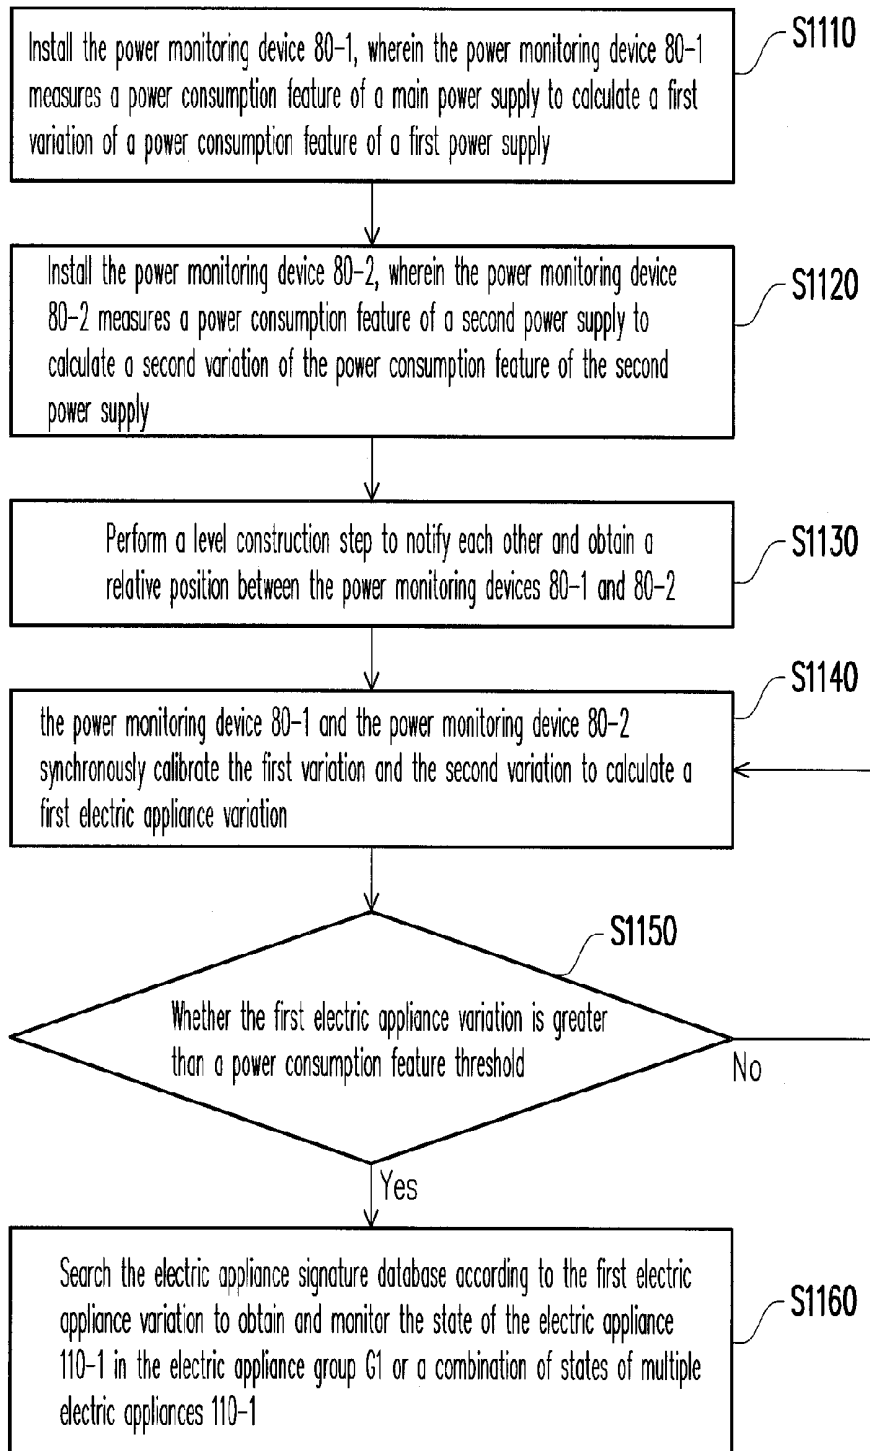 S1110
Install the power monitoring device 80-1, wherein the power monitoring device 80-1
measures a power consumption feature of a main power supply to calculate a first
variation of a power consumption feature of a first power supply
S1120
Install the power monitoring device 80-2, wherein the power monitoring device
80-2 measures a power consumption feature of a second power supply to
calculate a second variation of the power consumption feature of the second
power supply
S1130
Perform a level construction step to notify each other and obtain a
relative position between the power monitoring devices 80-1 and 80-2
S1140
the power monitoring device 80-1 and the power monitoring device 80-2
synchronously calibrate the first variation and the second variation to calculate a
first electric appliance variation
S1150
Whether the first electric appliance variation is greater
than a power consumption feature threshold
No
Yes
S1160
Search the electric appliance signature database according to the first electric
appliance variation to obtain and monitor the state of the electric appliance
110-1 in the electric appliance group G1 or a combination of states of multiple
electric appliances 110-1